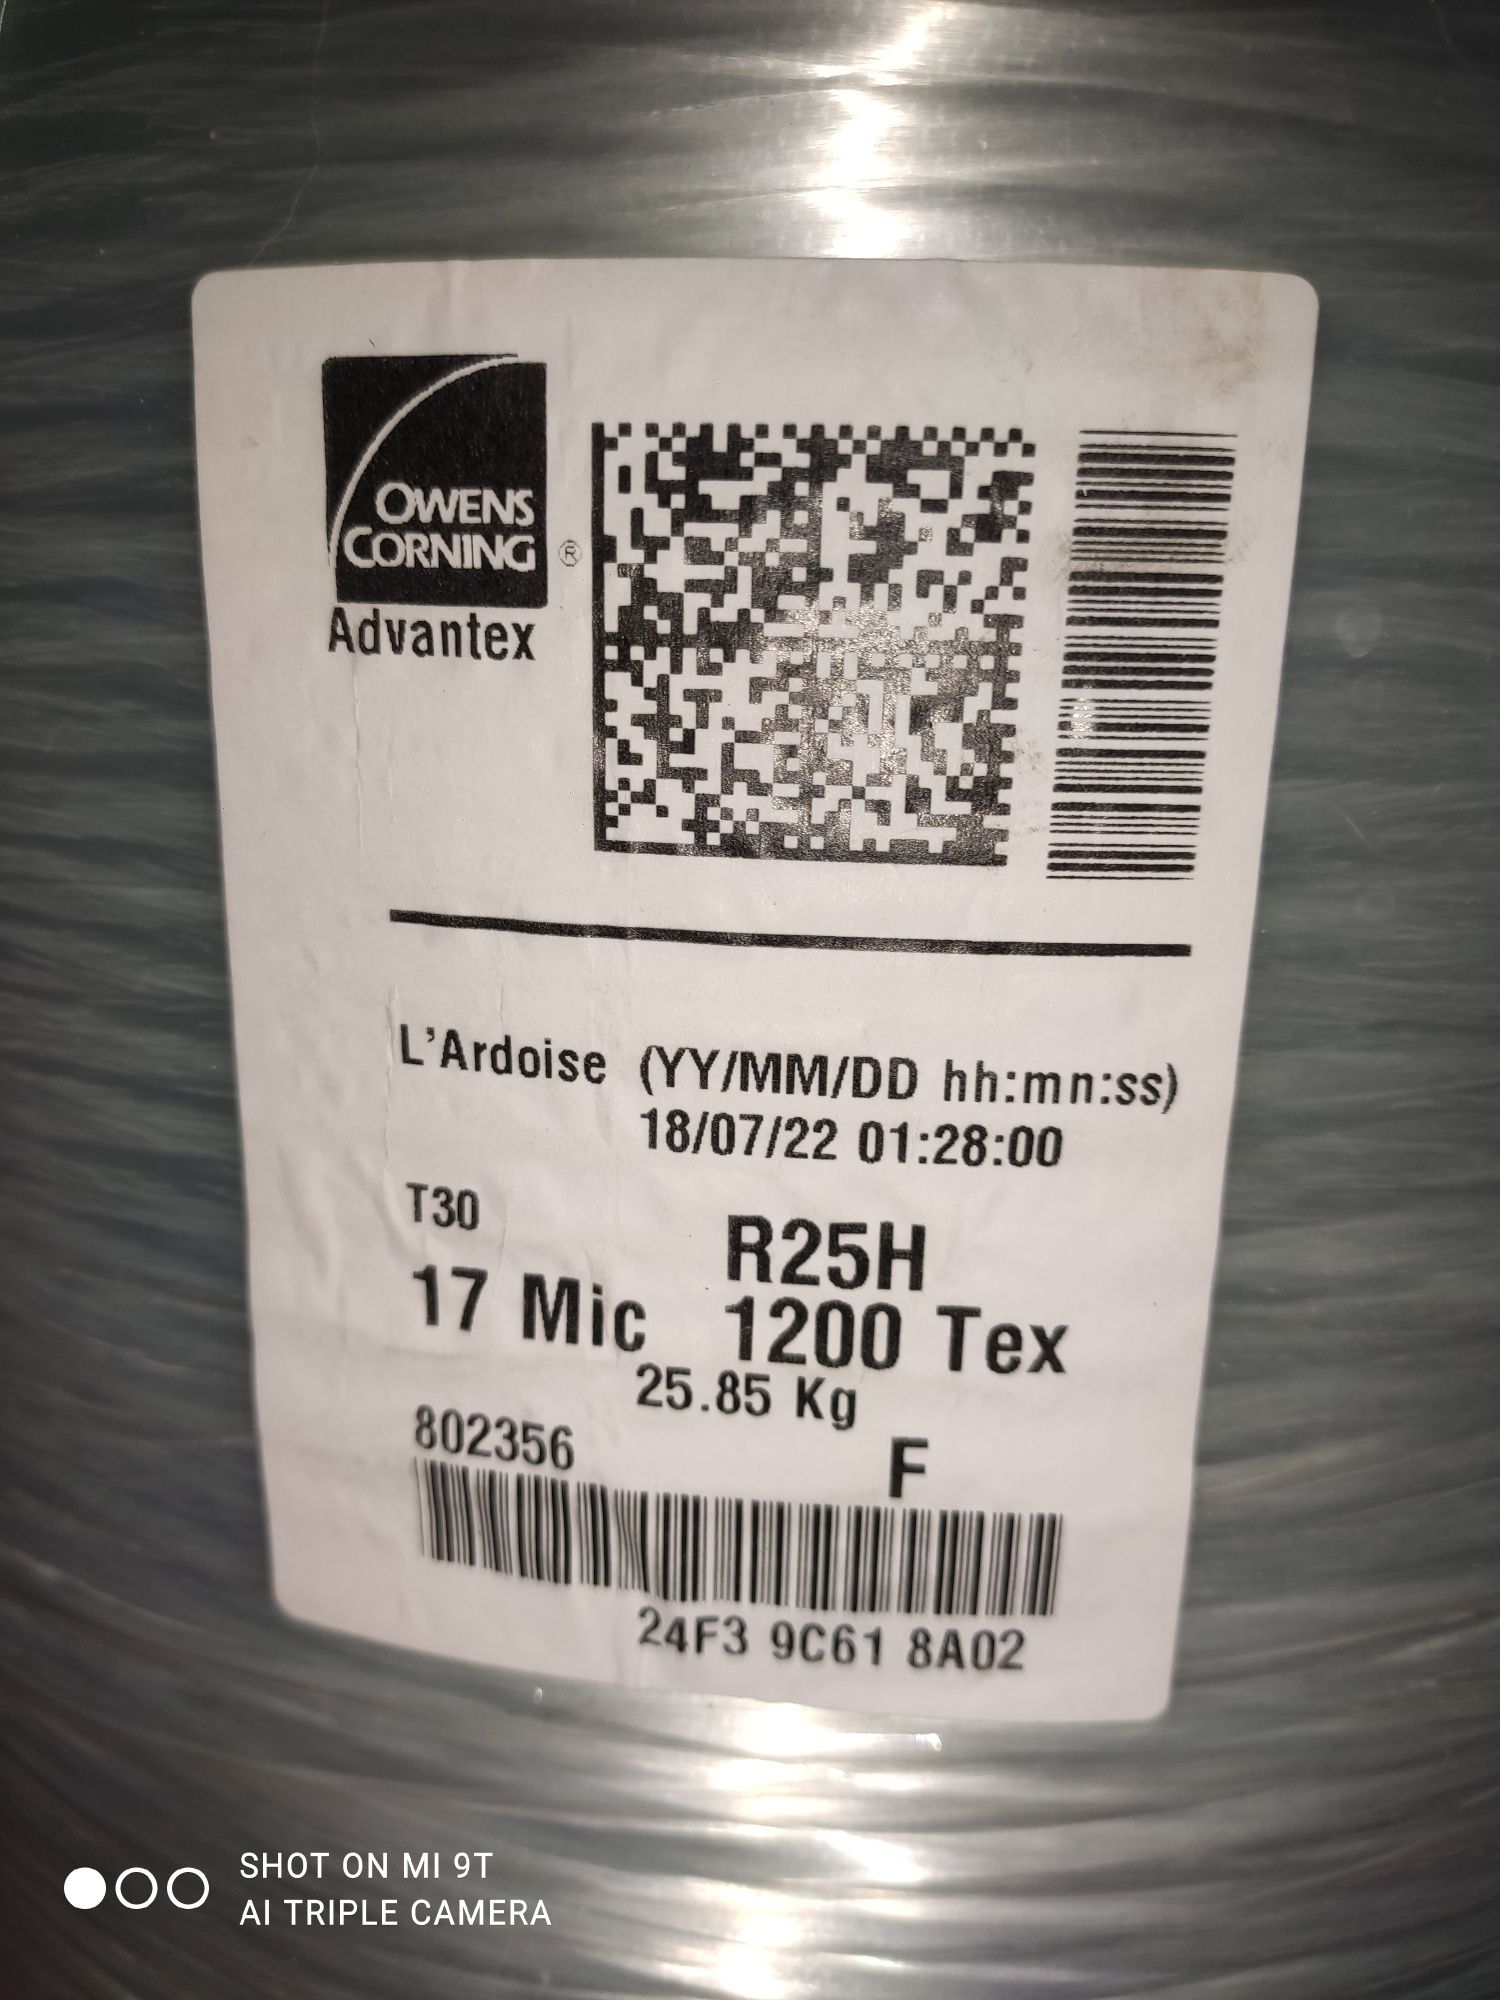 OWENS
CORNING ®
Advantex
L'Ardoise (YY/MM/DD hh:mn:ss)
18/07/22 01:28:00
T30
R25H
17 Mic 1200 Tex
25.85 Kg
802356
F
24F3 9C61 8A02
SHOT ON MI 9T
AI TRIPLE CAMERA